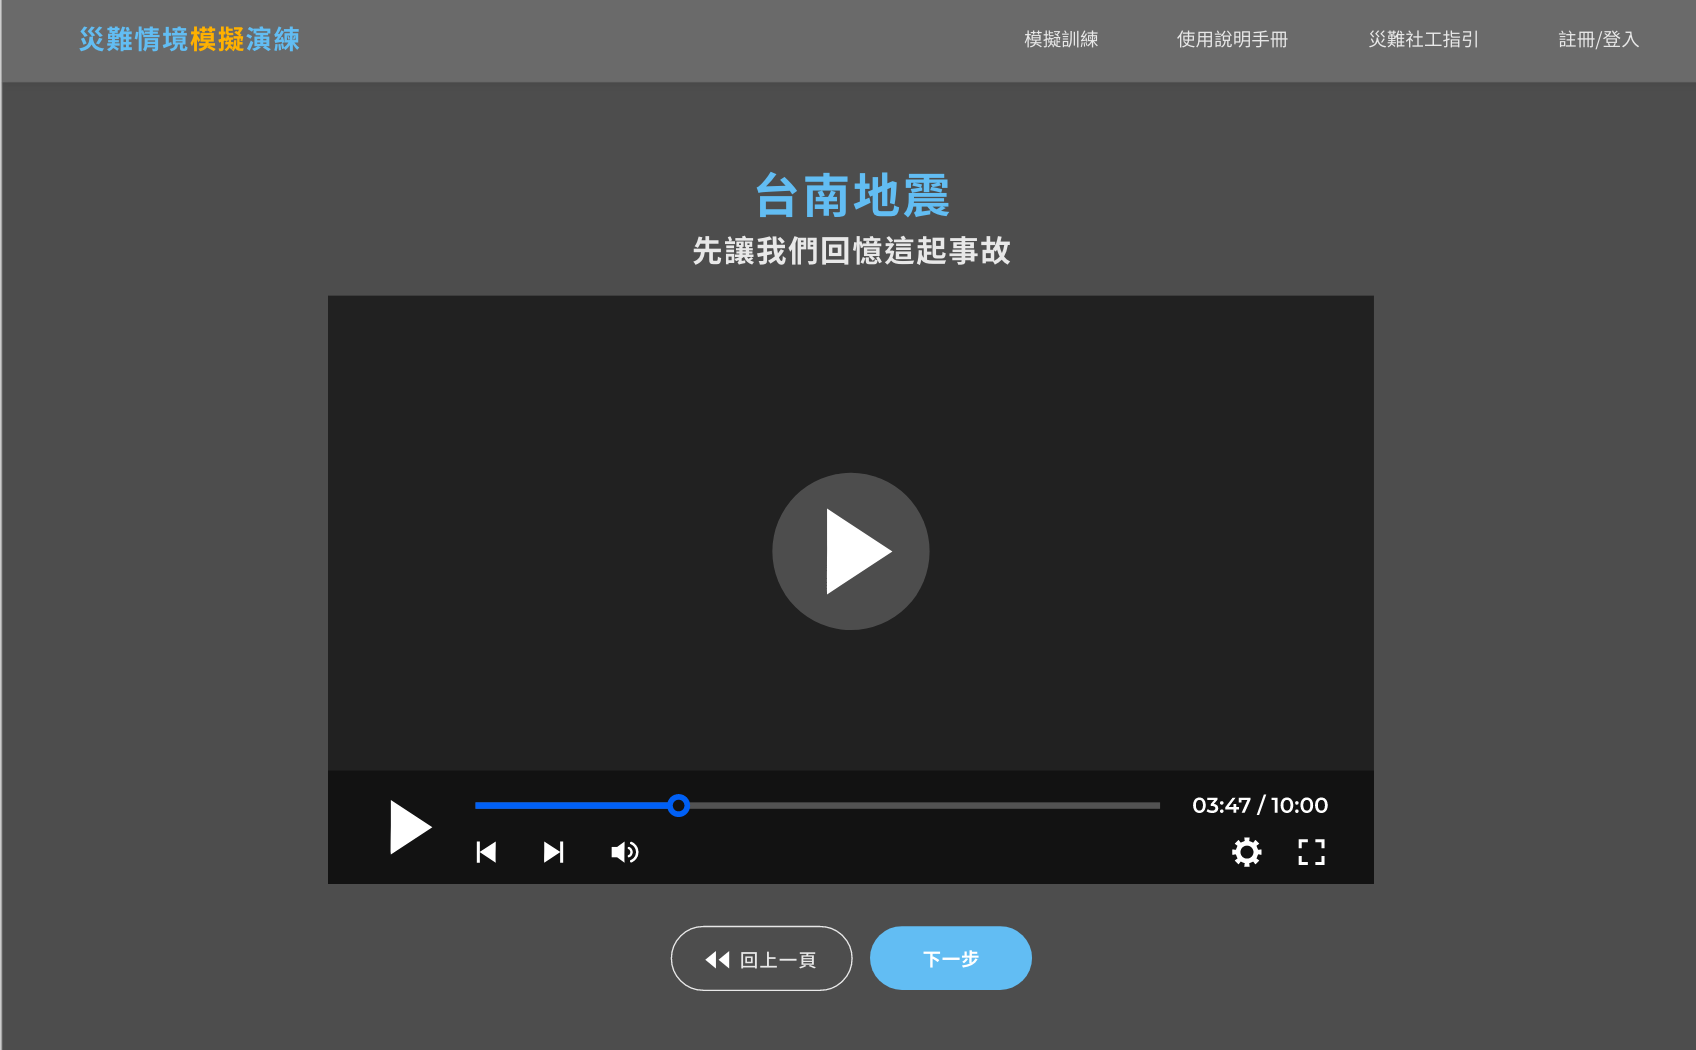 災難情境模擬演練
模擬訓練
使用說明手冊
災難社工指引
註冊/登入
台南地震
先讓我們回憶這起事故
03:47 / 10:00
回上一頁
下一步